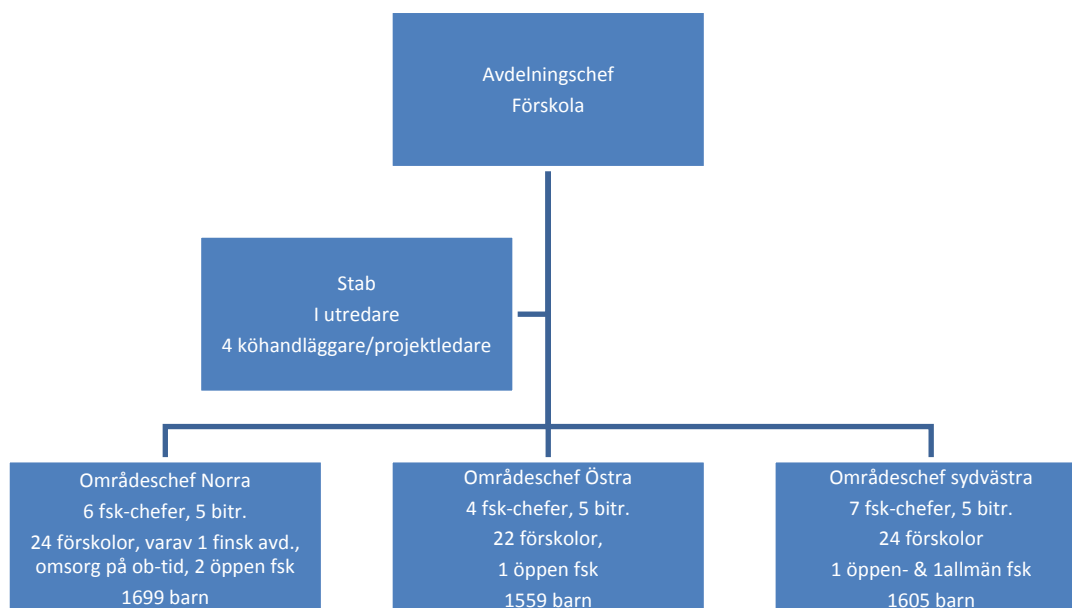 Avdelningschef
Förskola
Stab
I utredare
4 köhandläggare/projektledare
Områdeschef Norra
6 fsk-chefer, 5 bitr.
24 förskolor, varav 1 finsk avd.,
omsorg på ob-tid, 2 öppen fsk
1699 barn
Områdeschef Östra
4 fsk-chefer, 5 bitr.
22 förskolor,
1 öppen fsk
1559 barn
Områdeschef sydvästra
7 fsk-chefer, 5 bitr.
24 förskolor
1 öppen- & 1allmän fsk
1605 barn